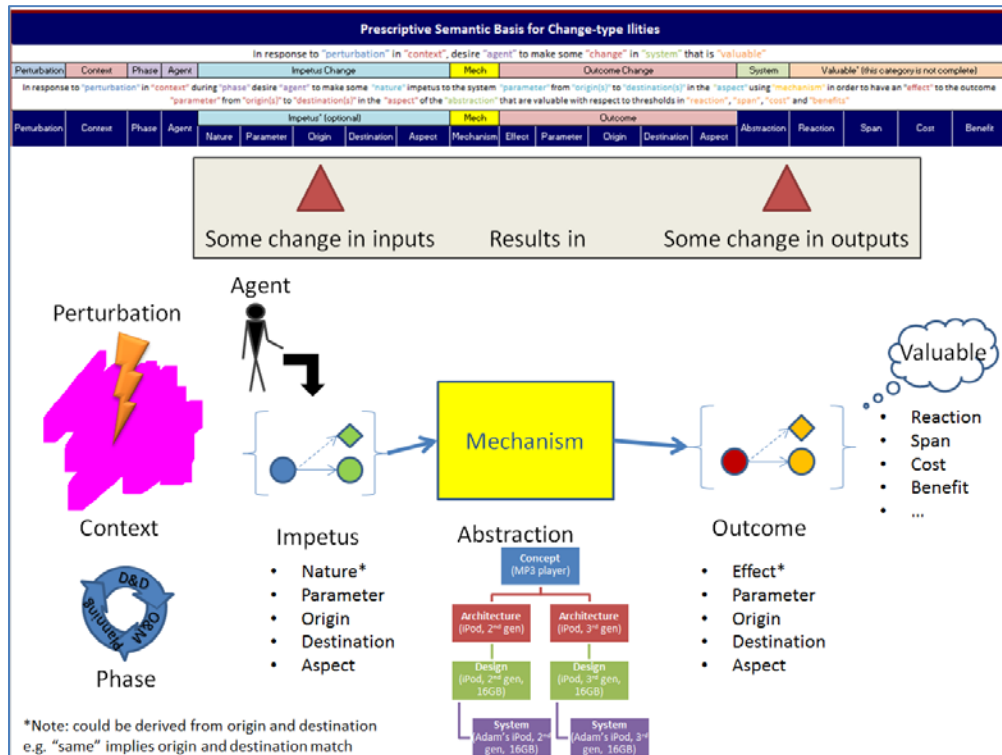 Prescriptive Semantic Basis for Change-type Ilities
In response to "perturbation" in "context", desire "agent" to make some "change" in "system" that is "valuable"
Perturbation Context Phase Agent Impetus Change Mech Outcome Change System Valuable* (this category is not complete)
In response to "perturbation" in "context" during "phase" desire "agent" to make some "nature" impetus to the system "parameter" from "origin(s)" to "destination(s)" in the "aspect" using "mechanism" in order to have an "effect" to the outcome
"parameter" from "origin(s)" to "destination(s)" in the "aspect" of the "abstraction" that are valuable with respect to thresholds in "reaction", "span", "cost" and "benefits"
Perturbation Context Phase Agent Impetus* (optional) Mech Outcome Abstraction Reaction Span Cost Benefit
Nature Parameter Origin Destination Aspect Mechanism Effect Parameter Origin Destination Aspect
Some change in inputs Results in Some change in outputs
Agent
Perturbation
Valuable
Mechanism
• Reaction
• Span
• Cost
• Benefit
• ...
Context
Impetus
• Nature*
• Parameter
• Origin
• Destination
• Aspect
Abstraction
Concept
(MP3 player)
Architecture
(iPod, 2nd gen)
Architecture
(iPod, 3rd gen)
Design
(iPod, 2nd gen,
16GB)
Design
(iPod, 3rd gen,
16GB)
System
(Adam's iPod, 2nd
gen, 16GB)
System
(Adam's iPod, 3rd
gen, 16GB)
Outcome
• Effect*
• Parameter
• Origin
• Destination
• Aspect
D&D
O&M
Planning
Phase
*Note: could be derived from origin and destination
e.g. "same" implies origin and destination match